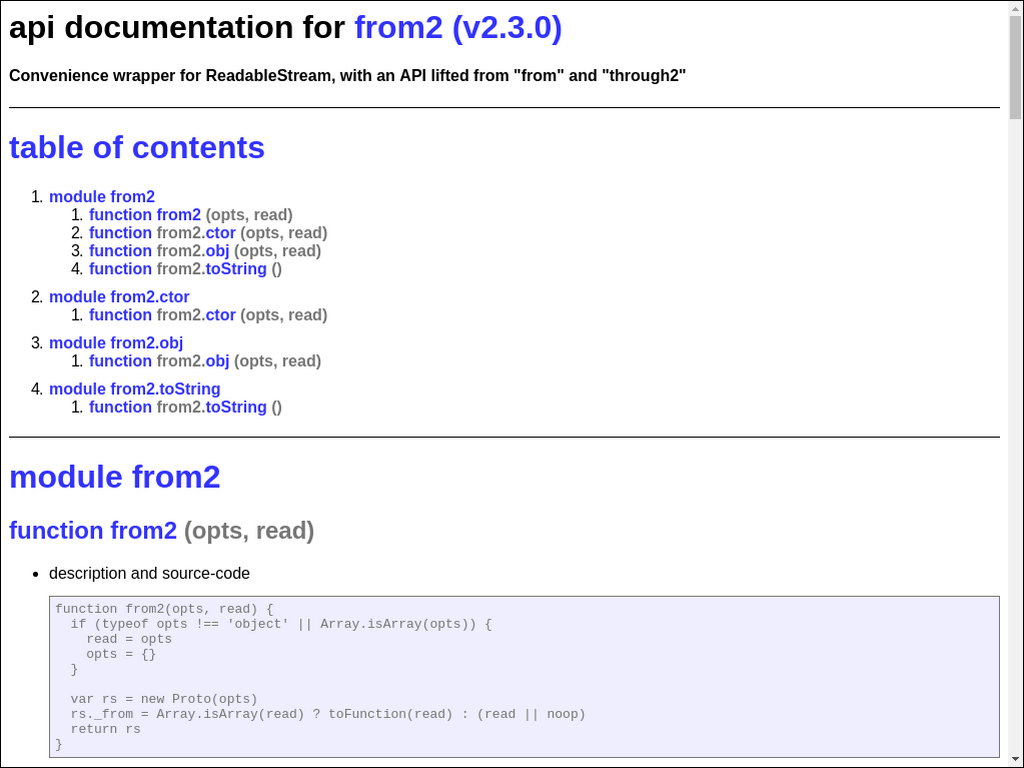 api documentation for from2 (v2.3.0)
Convenience wrapper for ReadableStream, with an API lifted from "from" and "through2"
table of contents
1. module from2
1. function from2 (opts, read)
2. function from2.ctor (opts, read)
3. function from2.obj (opts, read)
4. function from2.toString ()
2. module from2.ctor
1. function from2.ctor (opts, read)
3. module from2.obj
1. function from2.obj (opts, read)
4. module from2.toString
1. function from2.toString ()
module from2
function from2 (opts, read)
• description and source-code
function from2(opts, read) {
  if (typeof opts !== 'object' || Array.isArray(opts)) {
    read = opts
    opts = {}
  }

  var rs = new Proto(opts)
  rs._from = Array.isArray(read) ? toFunction(read) : (read || noop)
  return rs
}